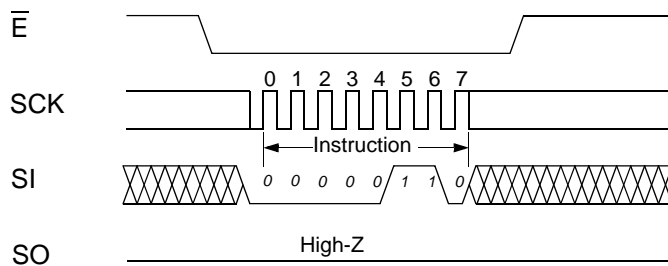 E̅
0 1 2 3 4 5 6 7
SCK
Instruction
SI 0 0 0 0 0 1 1 0
High-Z
SO